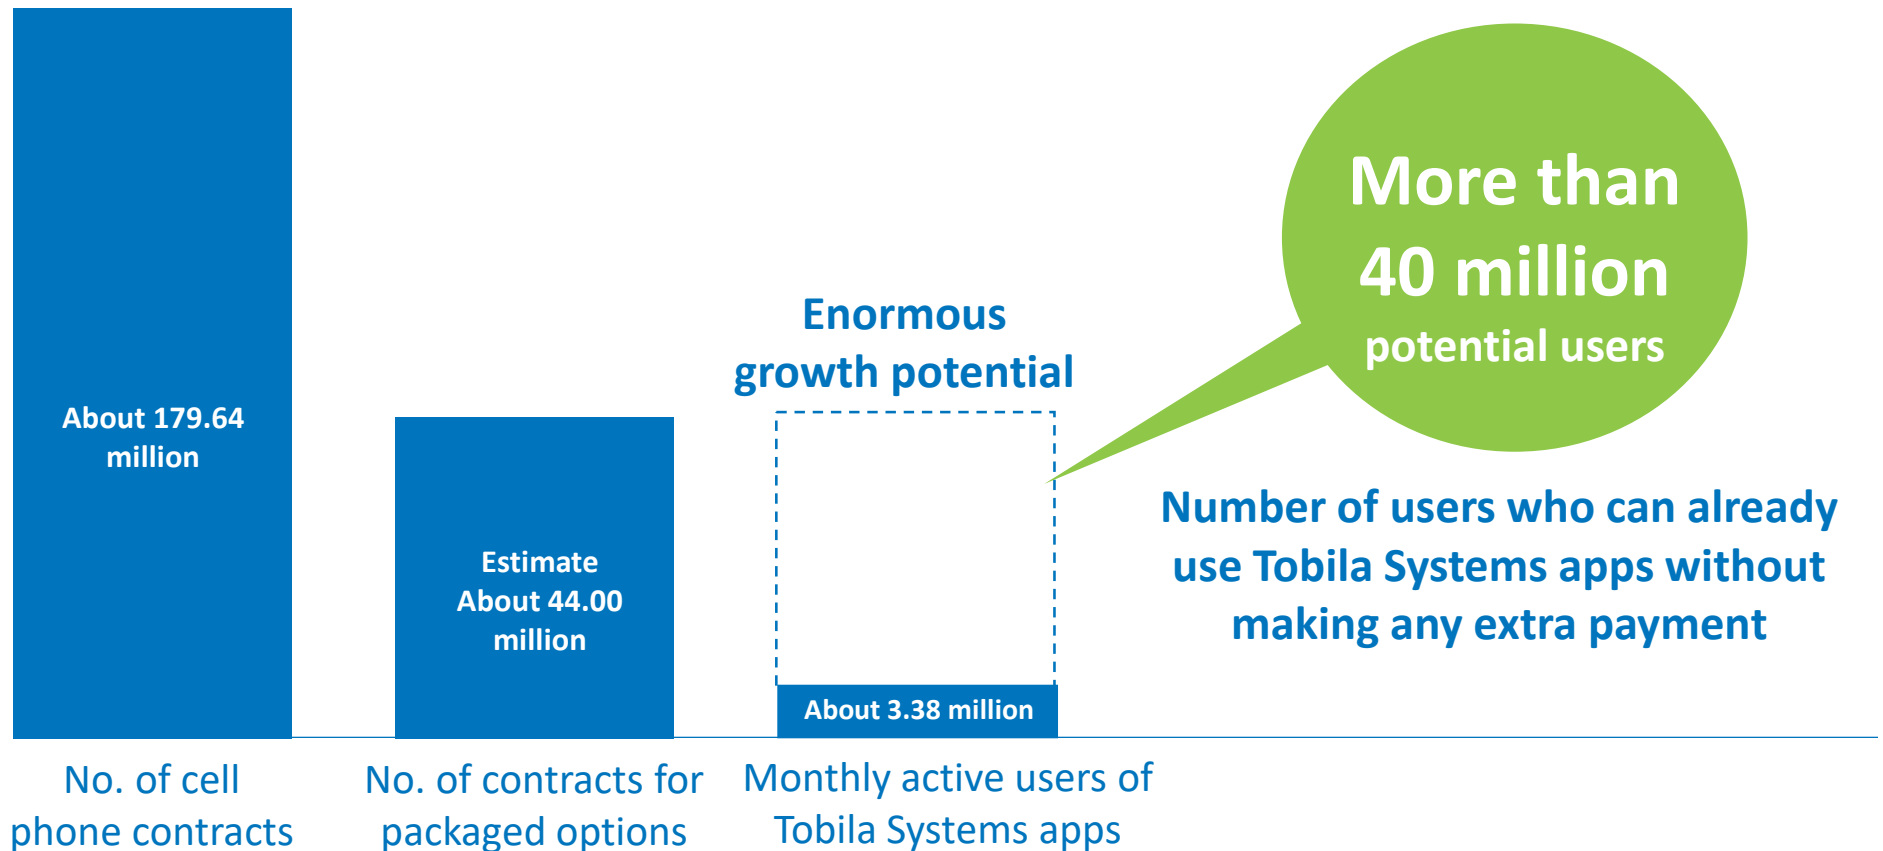 About 179.64
million
No. of cell
phone contracts
Estimate
About 44.00
million
No. of contracts for
packaged options
Enormous
growth potential
About 3.38 million
Monthly active users of
Tobila Systems apps
More than
40 million
potential users
Number of users who can already
use Tobila Systems apps without
making any extra payment